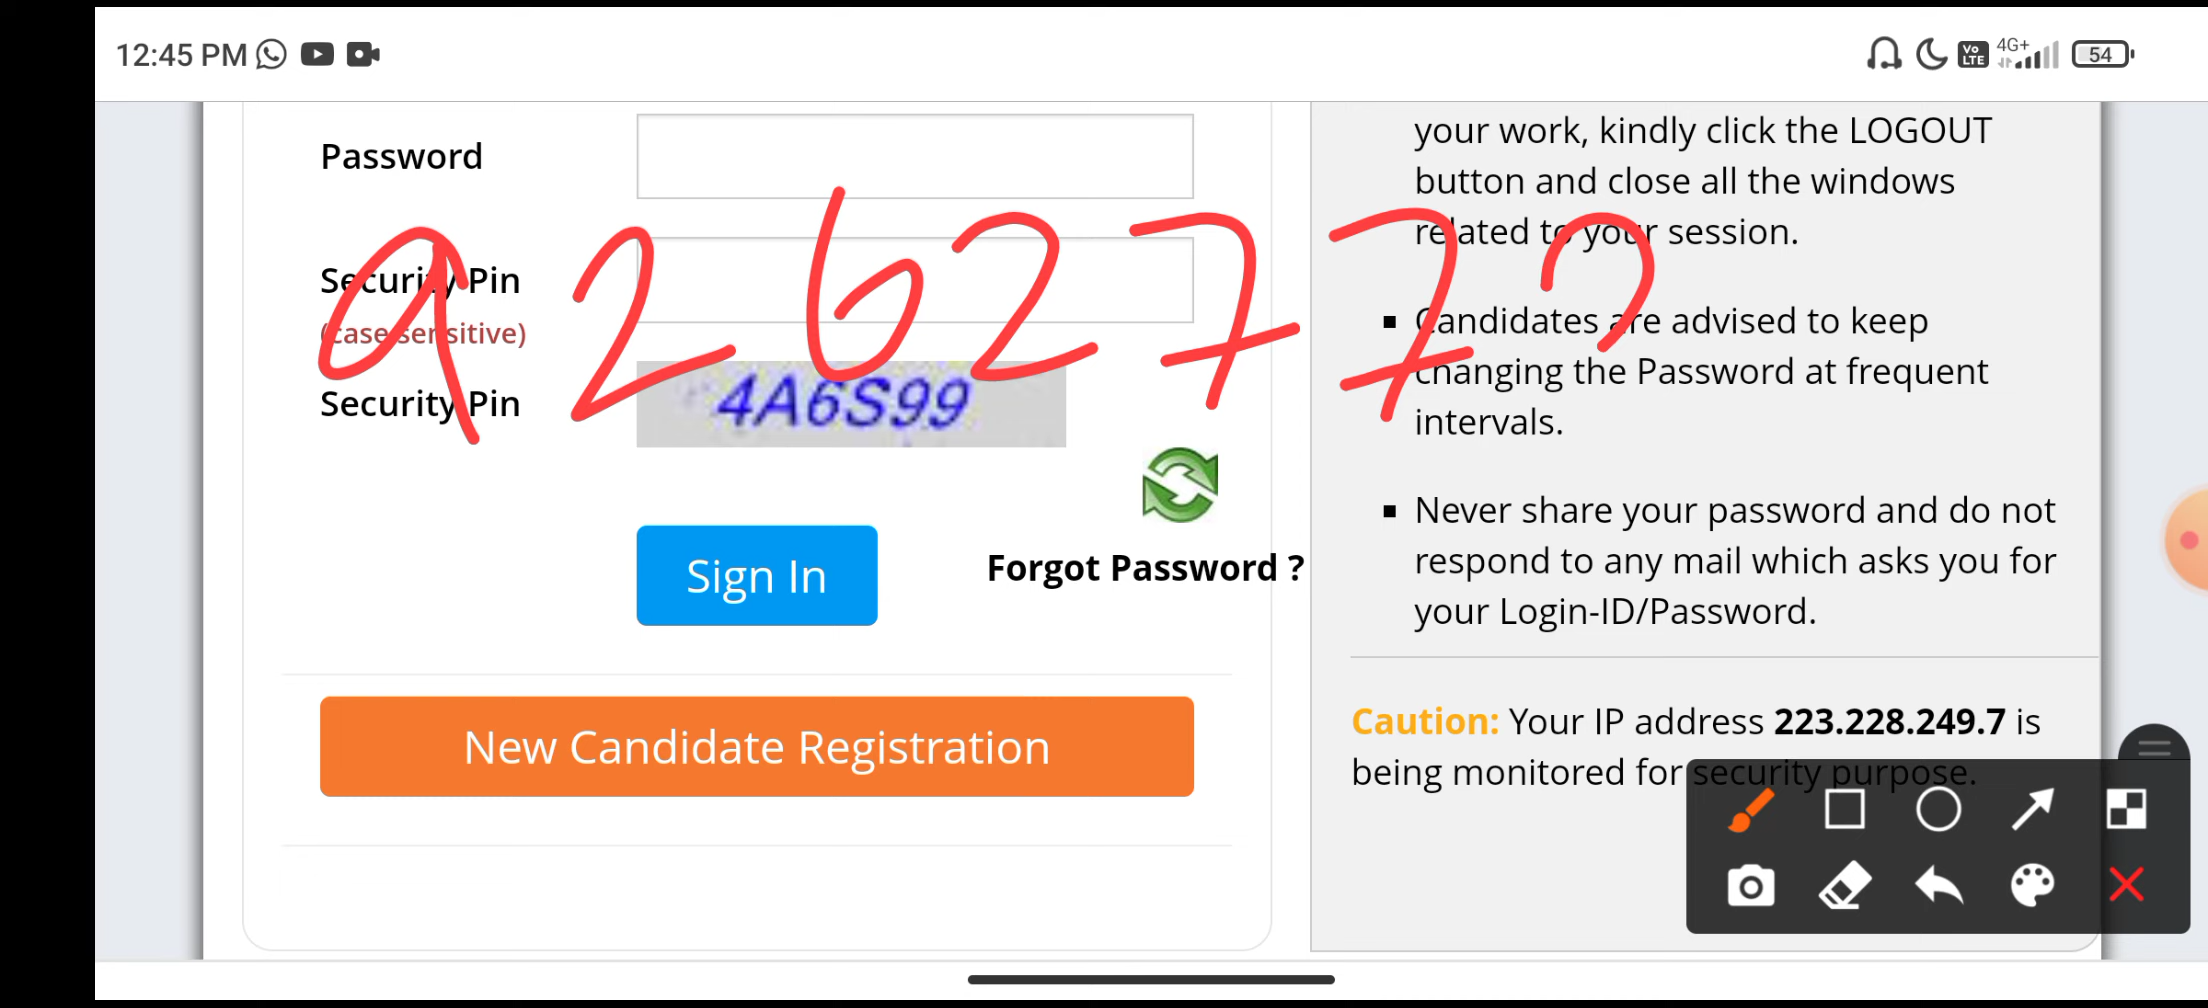 12:45 PM
Vo LTE 4G+ 54
Password
Security Pin
(case sensitive)
Security Pin
4A6S99
Sign In
Forgot Password ?
New Candidate Registration
your work, kindly click the LOGOUT
button and close all the windows
related to your session.
▪ Candidates are advised to keep
changing the Password at frequent
intervals.
▪ Never share your password and do not
respond to any mail which asks you for
your Login-ID/Password.
Caution: Your IP address 223.228.249.7 is
being monitored for security purpose.
926277